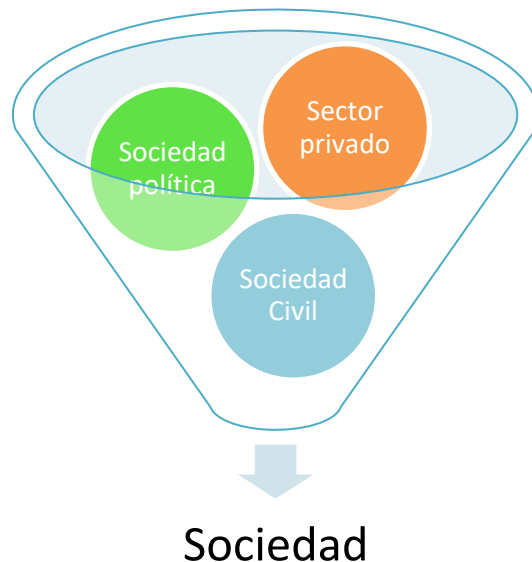 Sector
privado
Sociedad
política
Sociedad
Civil
Sociedad